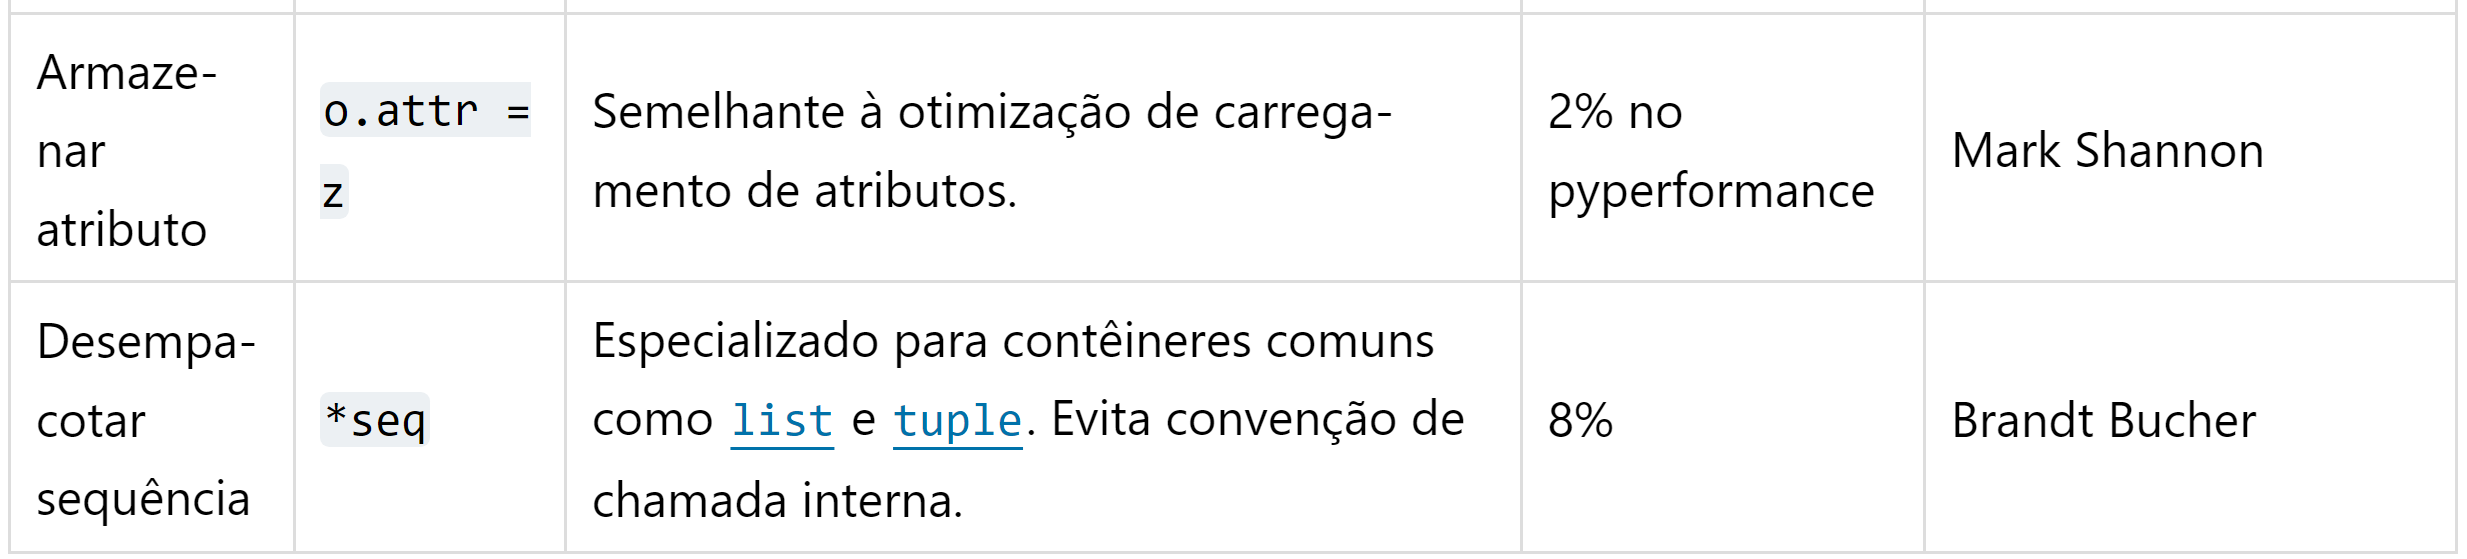 Armaze-
nar
atributo
o.attr =
z
Semelhante à otimização de carrega-
mento de atributos.
2% no
pyperformance
Mark Shannon
Desempa-
cotar
sequência
*seq
Especializado para contêineres comuns
como list e tuple. Evita convenção de
chamada interna.
8%
Brandt Bucher